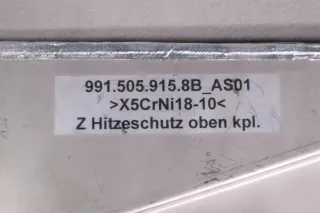 991.505.915.8B_AS01
>X5CrNi18-10<
Z Hitzeschutz oben kpl.